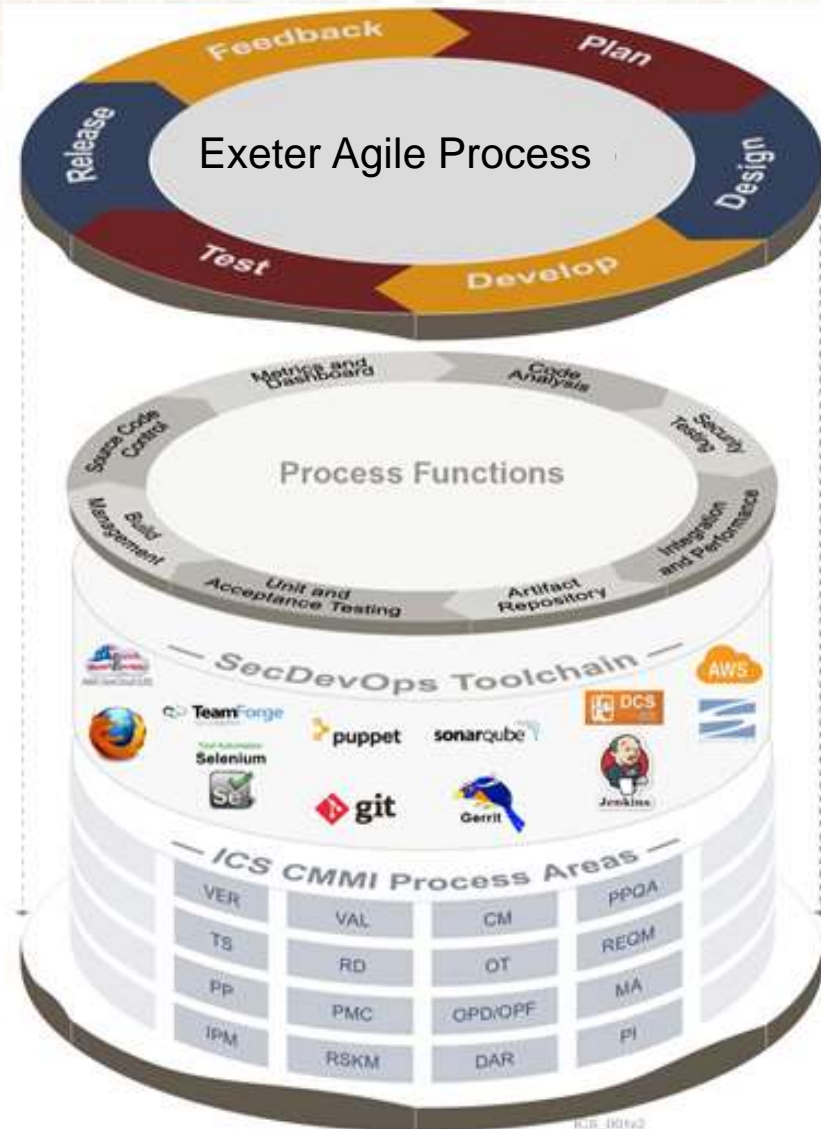 Feedback
Plan
Release
Exeter Agile Process
Design
Test
Develop
Metrics and
Dashboard
Code
Analysis
Source Code
Control
Security
Testing
Process Functions
Build
Management
Integration
and Performance
Unit and
Acceptance Testing
Artifact
Repository
— SecDevOps Toolchain —
AWS
TeamForge
puppet
sonarqube
DCS
Selenium
Se
git
Gerrit
Jenkins
— ICS CMMI Process Areas —
VER VAL CM PPQA
TS RD OT REQM
PP PMC OPD/OPF MA
IPM RSKM DAR PI